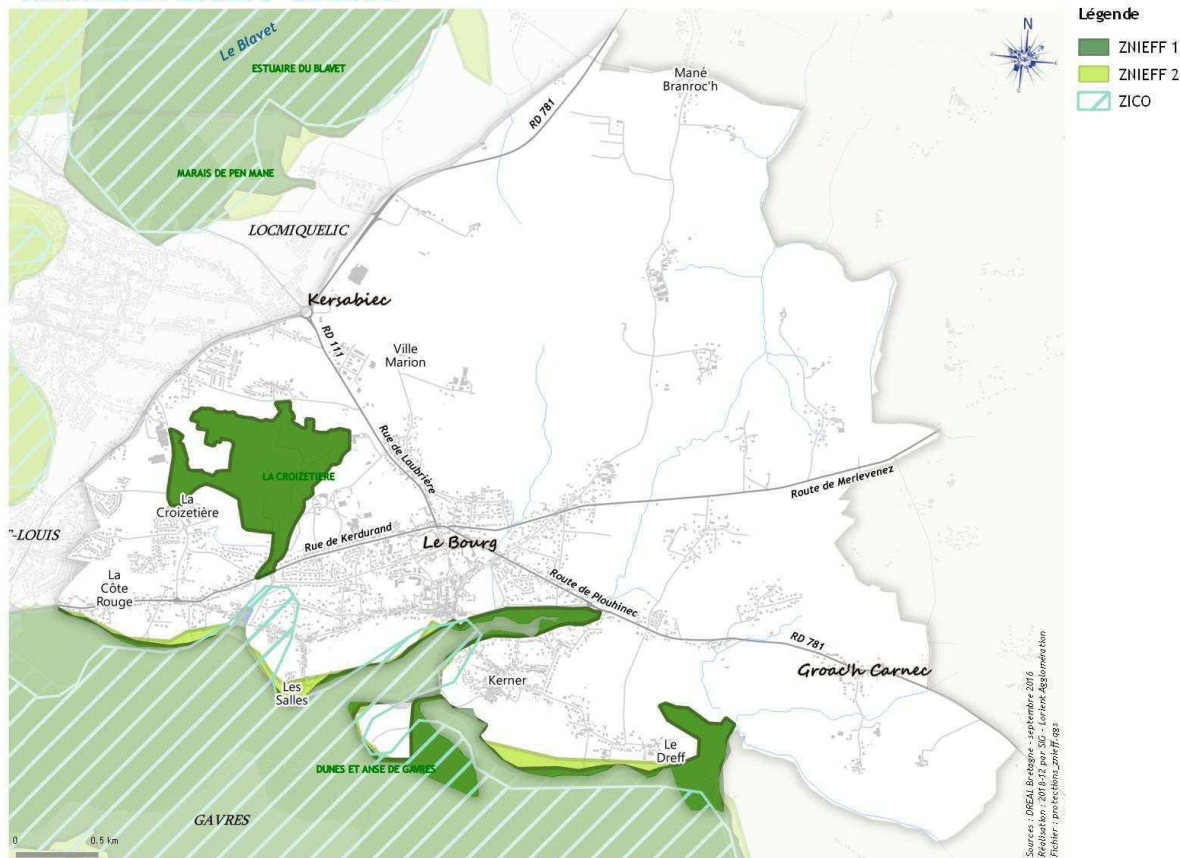 Légende
ZNIEFF 1
ZNIEFF 2
ZICO
N
Le Blavet
ESTUAIRE DU BLAVET
Mané
Branroc'h
RD 781
MARAIS DE PEN MANE
LOCMIQUELIC
Kersabiec
RD 111
Ville
Marion
Rue de Laubrière
LA CROIZETIERE
La
Croizetière
Route de Merlevenez
T-LOUIS
Rue de Kerdurand
Le Bourg
La
Côte
Rouge
Route de Plouhinec
RD 781
Groac'h Carnec
Kerner
Les
Salles
Le
Dreff
DUNES ET ANSE DE GAVRES
GAVRES
0 0.5 km
Sources : DREAL Bretagne - septembre 2016
Réalisation : 2018-12 par SIG - Lorient Agglomération
Fichier : protections_znieff.qgs